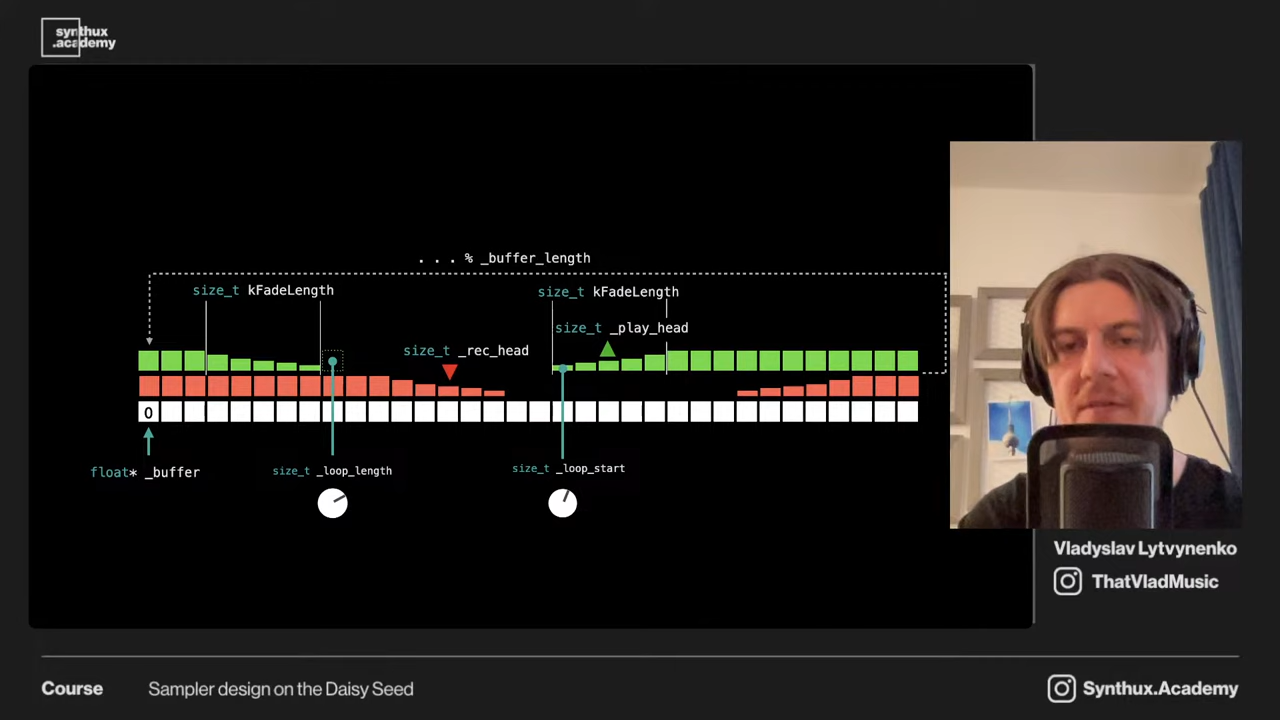 synthux
.academy
. . . % _buffer_length
size_t kFadeLength
size_t kFadeLength
size_t _play_head
size_t _rec_head
0
float* _buffer
size_t _loop_length
size_t _loop_start
Vladyslav Lytvynenko
ThatVladMusic
Course
Sampler design on the Daisy Seed
Synthux.Academy